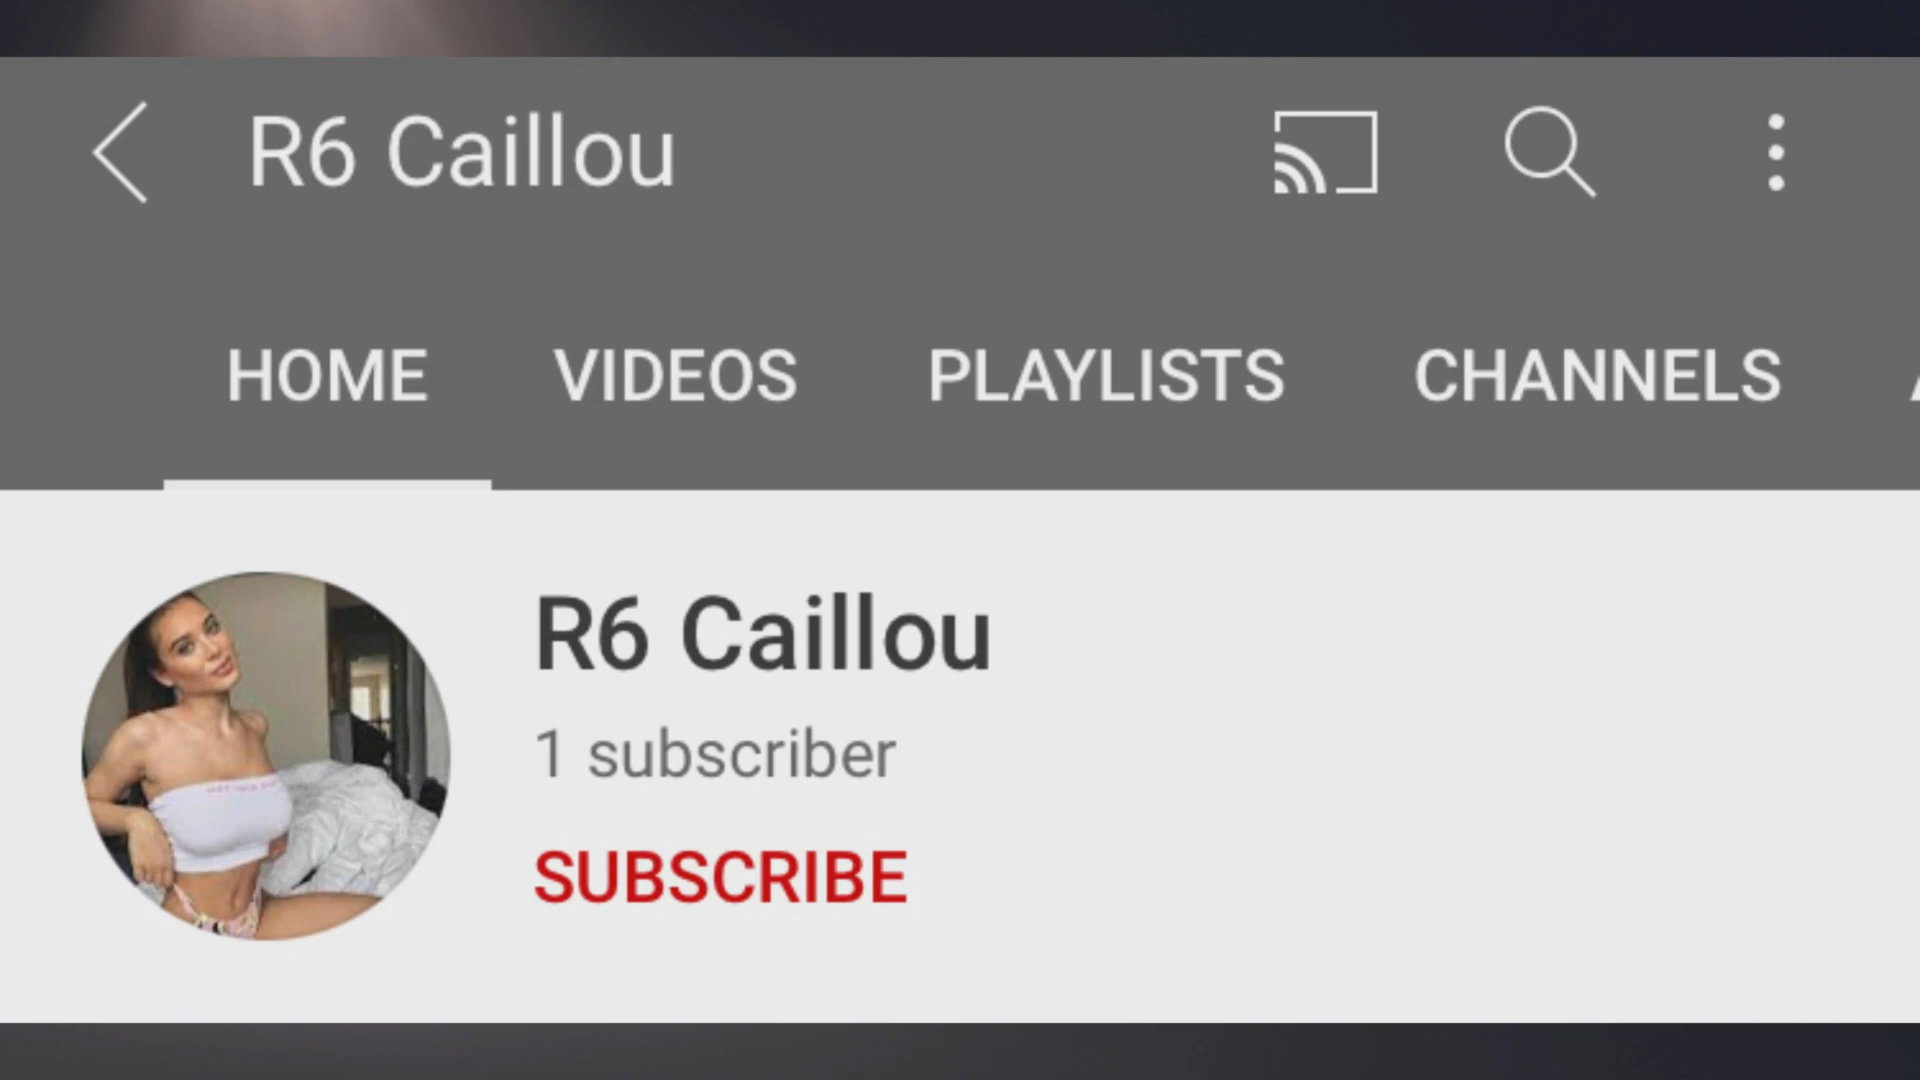 R6 Caillou
HOME VIDEOS PLAYLISTS CHANNELS
R6 Caillou
1 subscriber
SUBSCRIBE